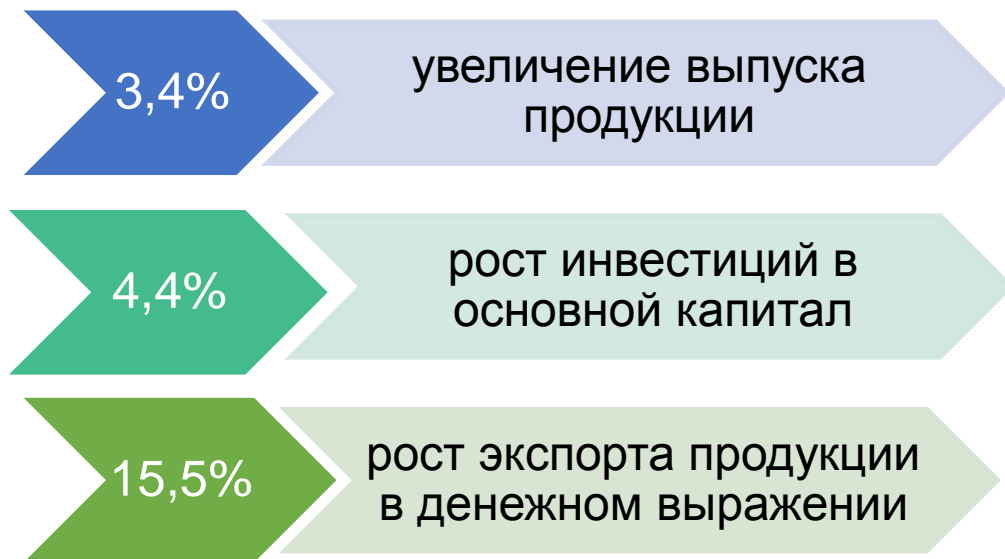 3,4%
увеличение выпуска
продукции
4,4%
рост инвестиций в
основной капитал
15,5%
рост экспорта продукции
в денежном выражении